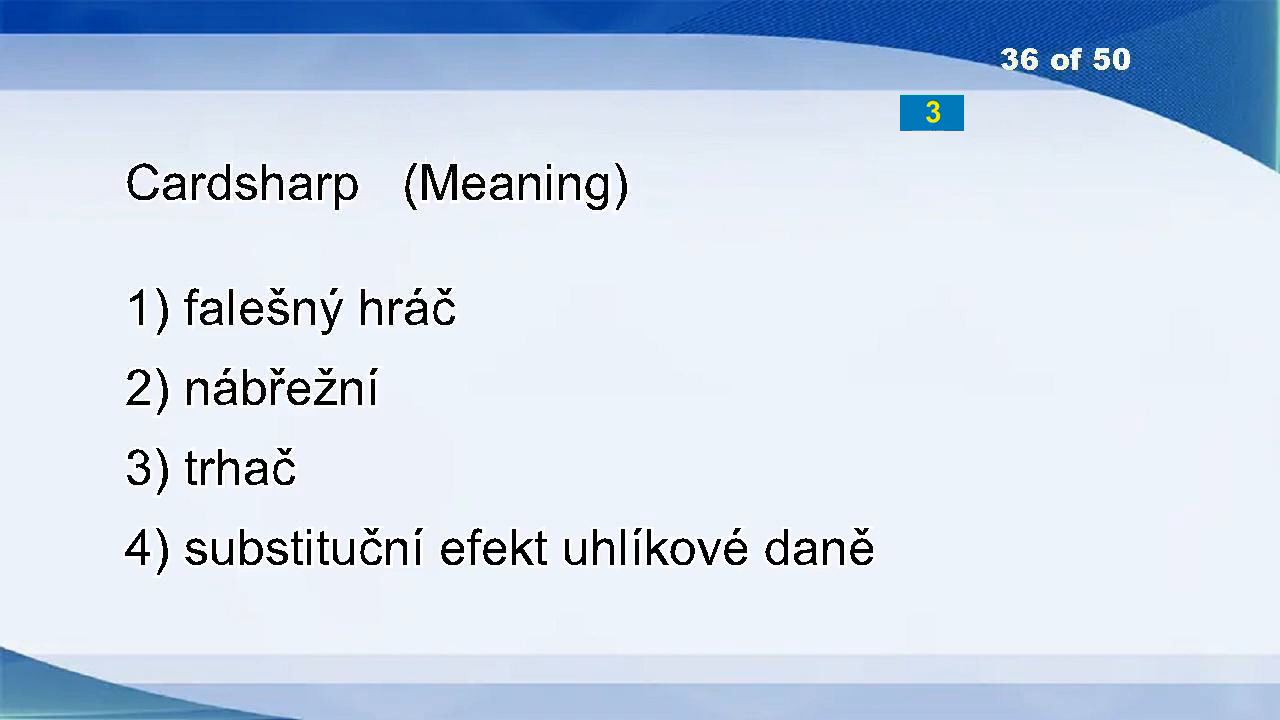 36 of 50
3
Cardsharp (Meaning)
1) falešný hráč
2) nábřežní
3) trhač
4) substituční efekt uhlíkové daně